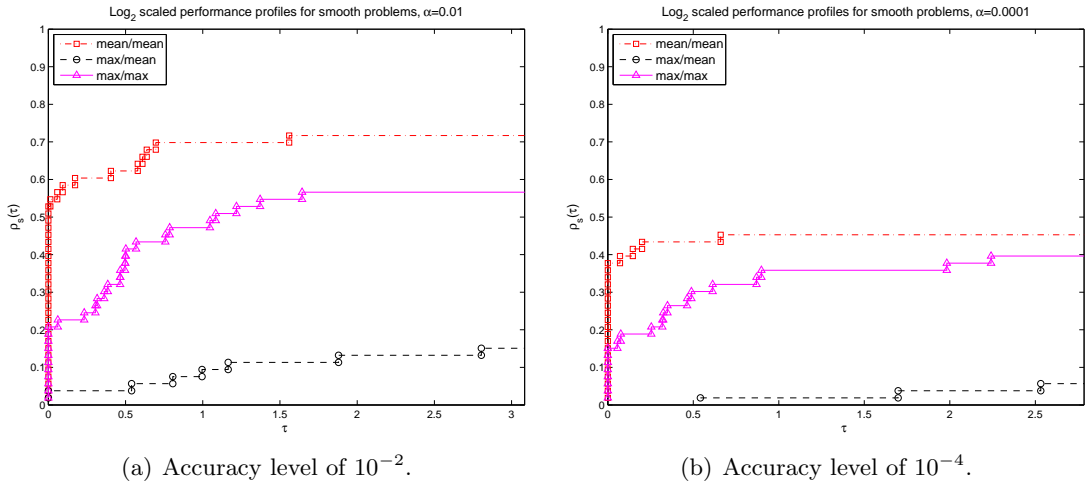 Log₂ scaled performance profiles for smooth problems, α=0.01
1
0.9
0.8
0.7
0.6
0.5
0.4
0.3
0.2
0.1
0
ρₛ(τ)
mean/mean
max/mean
max/max
0 0.5 1 1.5 2 2.5 3
τ
(a) Accuracy level of 10⁻².
Log₂ scaled performance profiles for smooth problems, α=0.0001
1
0.9
0.8
0.7
0.6
0.5
0.4
0.3
0.2
0.1
0
ρₛ(τ)
mean/mean
max/mean
max/max
0 0.5 1 1.5 2 2.5
τ
(b) Accuracy level of 10⁻⁴.